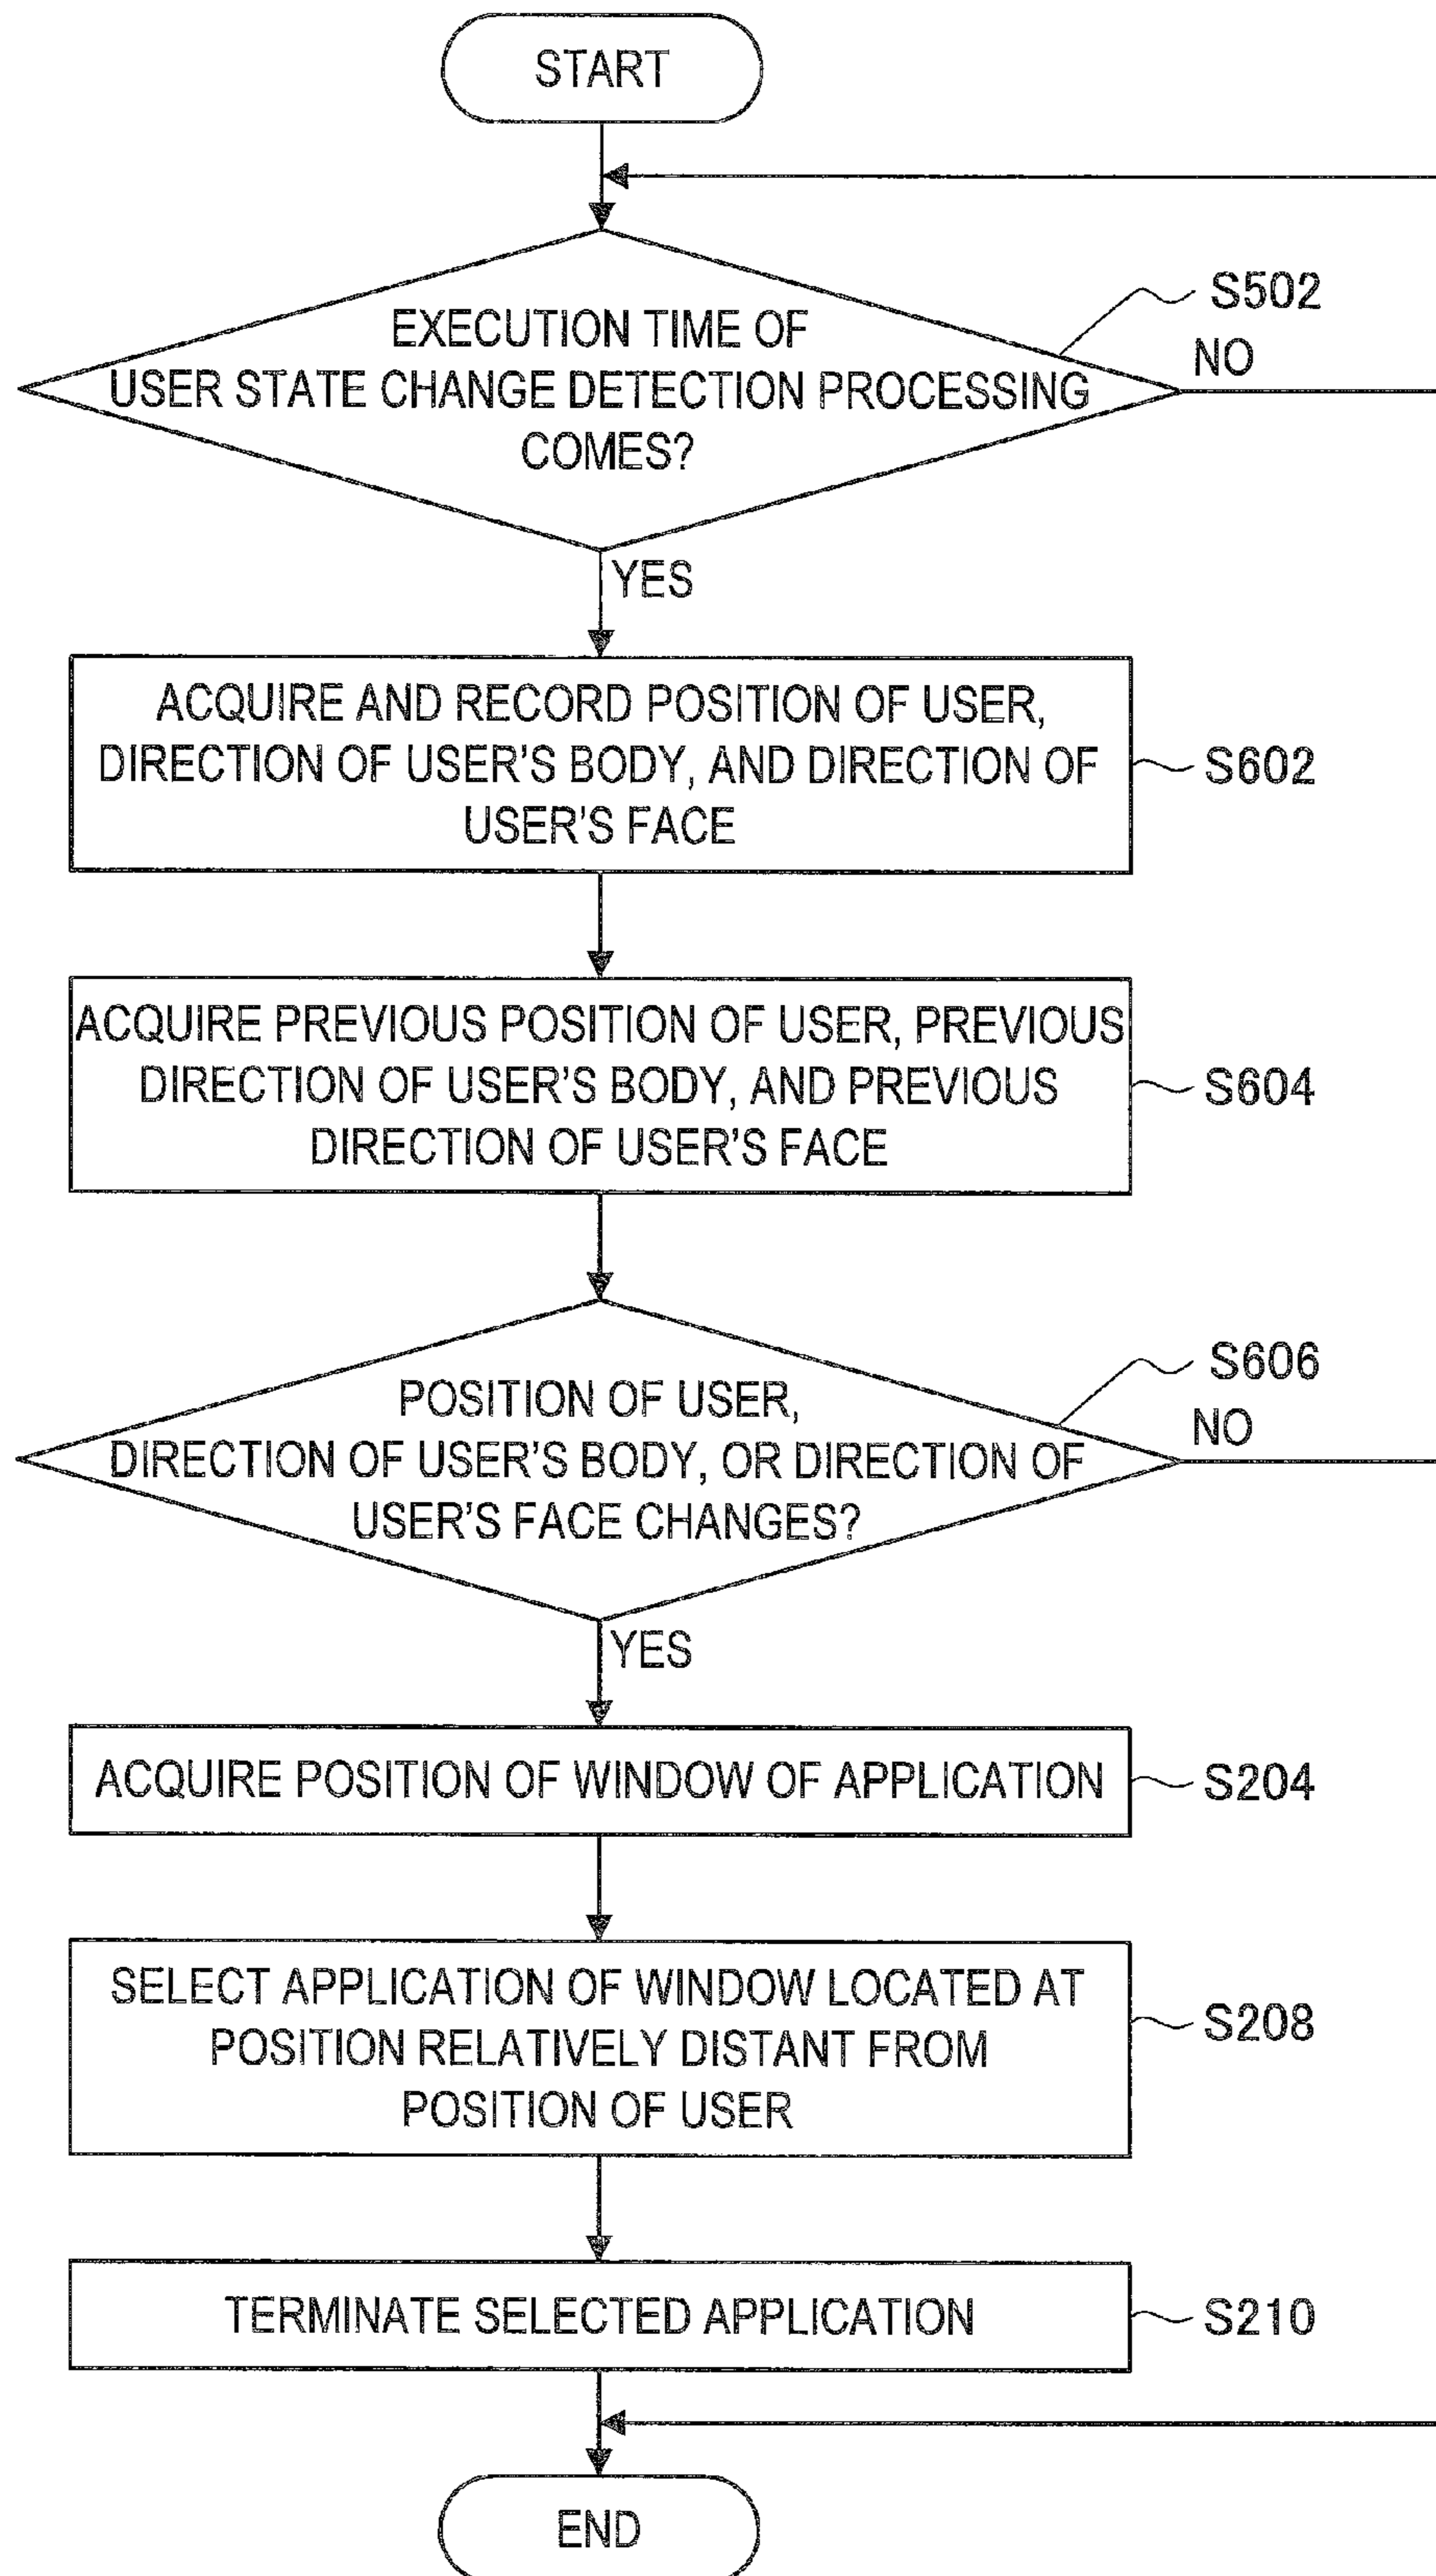 START
EXECUTION TIME OF
USER STATE CHANGE DETECTION PROCESSING
COMES?
S502
NO
YES
ACQUIRE AND RECORD POSITION OF USER,
DIRECTION OF USER'S BODY, AND DIRECTION OF
USER'S FACE
S602
ACQUIRE PREVIOUS POSITION OF USER, PREVIOUS
DIRECTION OF USER'S BODY, AND PREVIOUS
DIRECTION OF USER'S FACE
S604
POSITION OF USER,
DIRECTION OF USER'S BODY, OR DIRECTION OF
USER'S FACE CHANGES?
S606
NO
YES
ACQUIRE POSITION OF WINDOW OF APPLICATION
S204
SELECT APPLICATION OF WINDOW LOCATED AT
POSITION RELATIVELY DISTANT FROM
POSITION OF USER
S208
TERMINATE SELECTED APPLICATION
S210
END